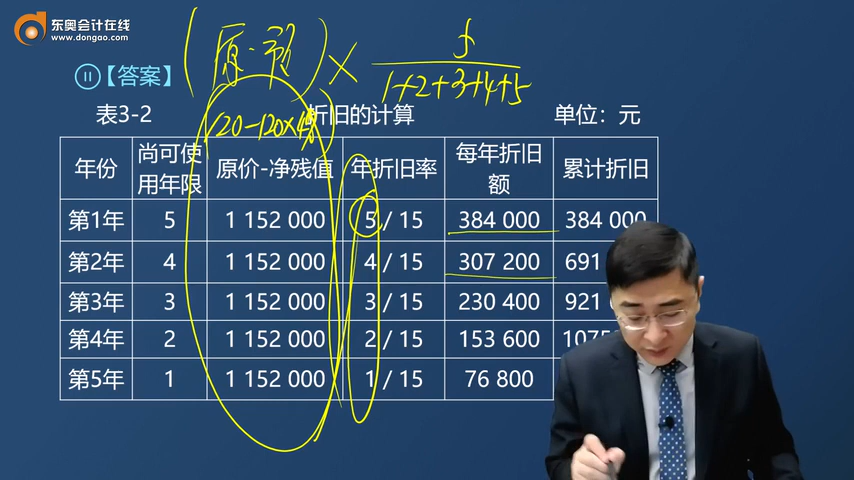 东奥会计在线
www.dongao.com
(原-预)× 5
1+2+3+4+5
⑪【答案】
120-120×4%)
表3-2 折旧的计算 单位：元
年份 尚可使用年限 原价-净残值 年折旧率 每年折旧额 累计折旧
第1年 5 1 152 000 5 / 15 384 000 384 000
第2年 4 1 152 000 4 / 15 307 200 691
第3年 3 1 152 000 3 / 15 230 400 921
第4年 2 1 152 000 2 / 15 153 600 1075
第5年 1 1 152 000 1 / 15 76 800